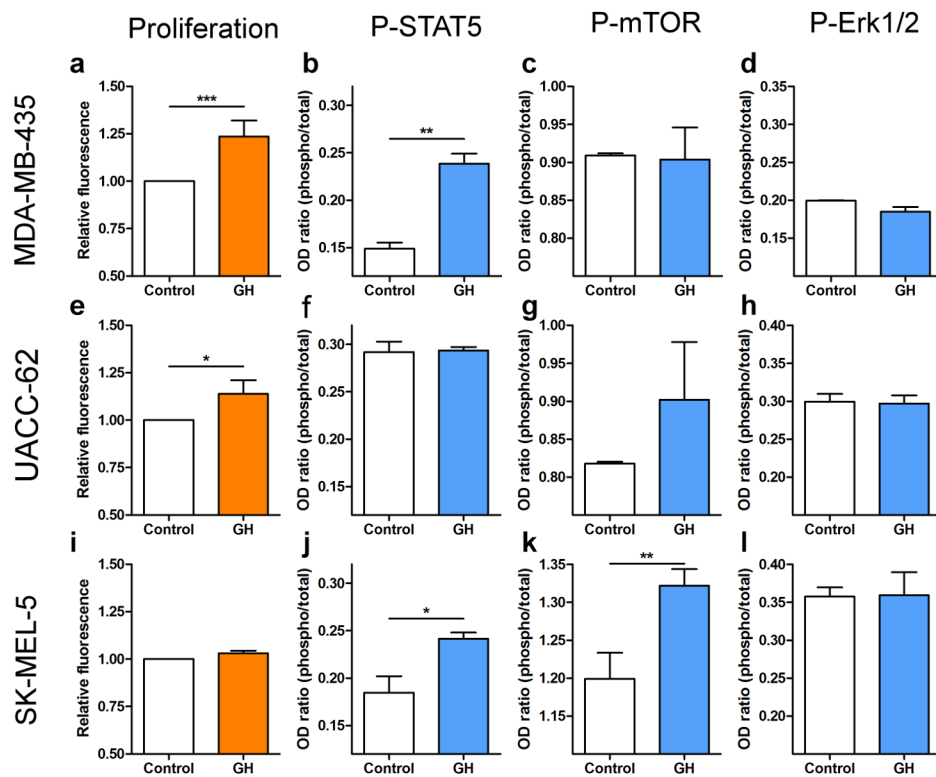 Proliferation P-STAT5 P-mTOR P-Erk1/2
MDA-MB-435
a
Relative fluorescence
1.50
1.25
1.00
0.75
0.50
***
Control GH
b
OD ratio (phospho/total)
0.30
0.25
0.20
0.15
**
Control GH
c
OD ratio (phospho/total)
1.00
0.95
0.90
0.85
0.80
Control GH
d
OD ratio (phospho/total)
0.35
0.30
0.25
0.20
0.15
Control GH
UACC-62
e
Relative fluorescence
1.50
1.25
1.00
0.75
0.50
*
Control GH
f
OD ratio (phospho/total)
0.30
0.25
0.20
0.15
Control GH
g
OD ratio (phospho/total)
1.00
0.95
0.90
0.85
0.80
Control GH
h
OD ratio (phospho/total)
0.40
0.35
0.30
0.25
0.20
Control GH
SK-MEL-5
i
Relative fluorescence
1.50
1.25
1.00
0.75
0.50
Control GH
j
OD ratio (phospho/total)
0.30
0.25
0.20
0.15
*
Control GH
k
OD ratio (phospho/total)
1.35
1.30
1.25
1.20
1.15
**
Control GH
l
OD ratio (phospho/total)
0.40
0.35
0.30
0.25
0.20
Control GH